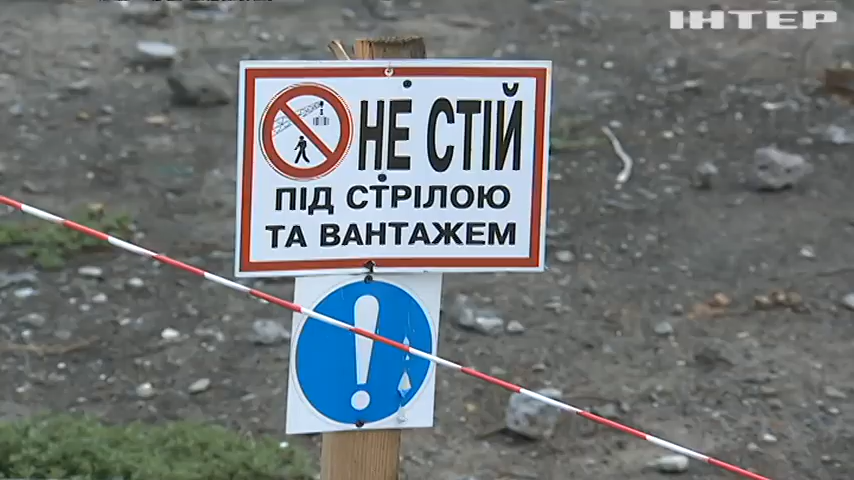 ІНТЕР
НЕ СТІЙ
ПІД СТРІЛОЮ
ТА ВАНТАЖЕМ